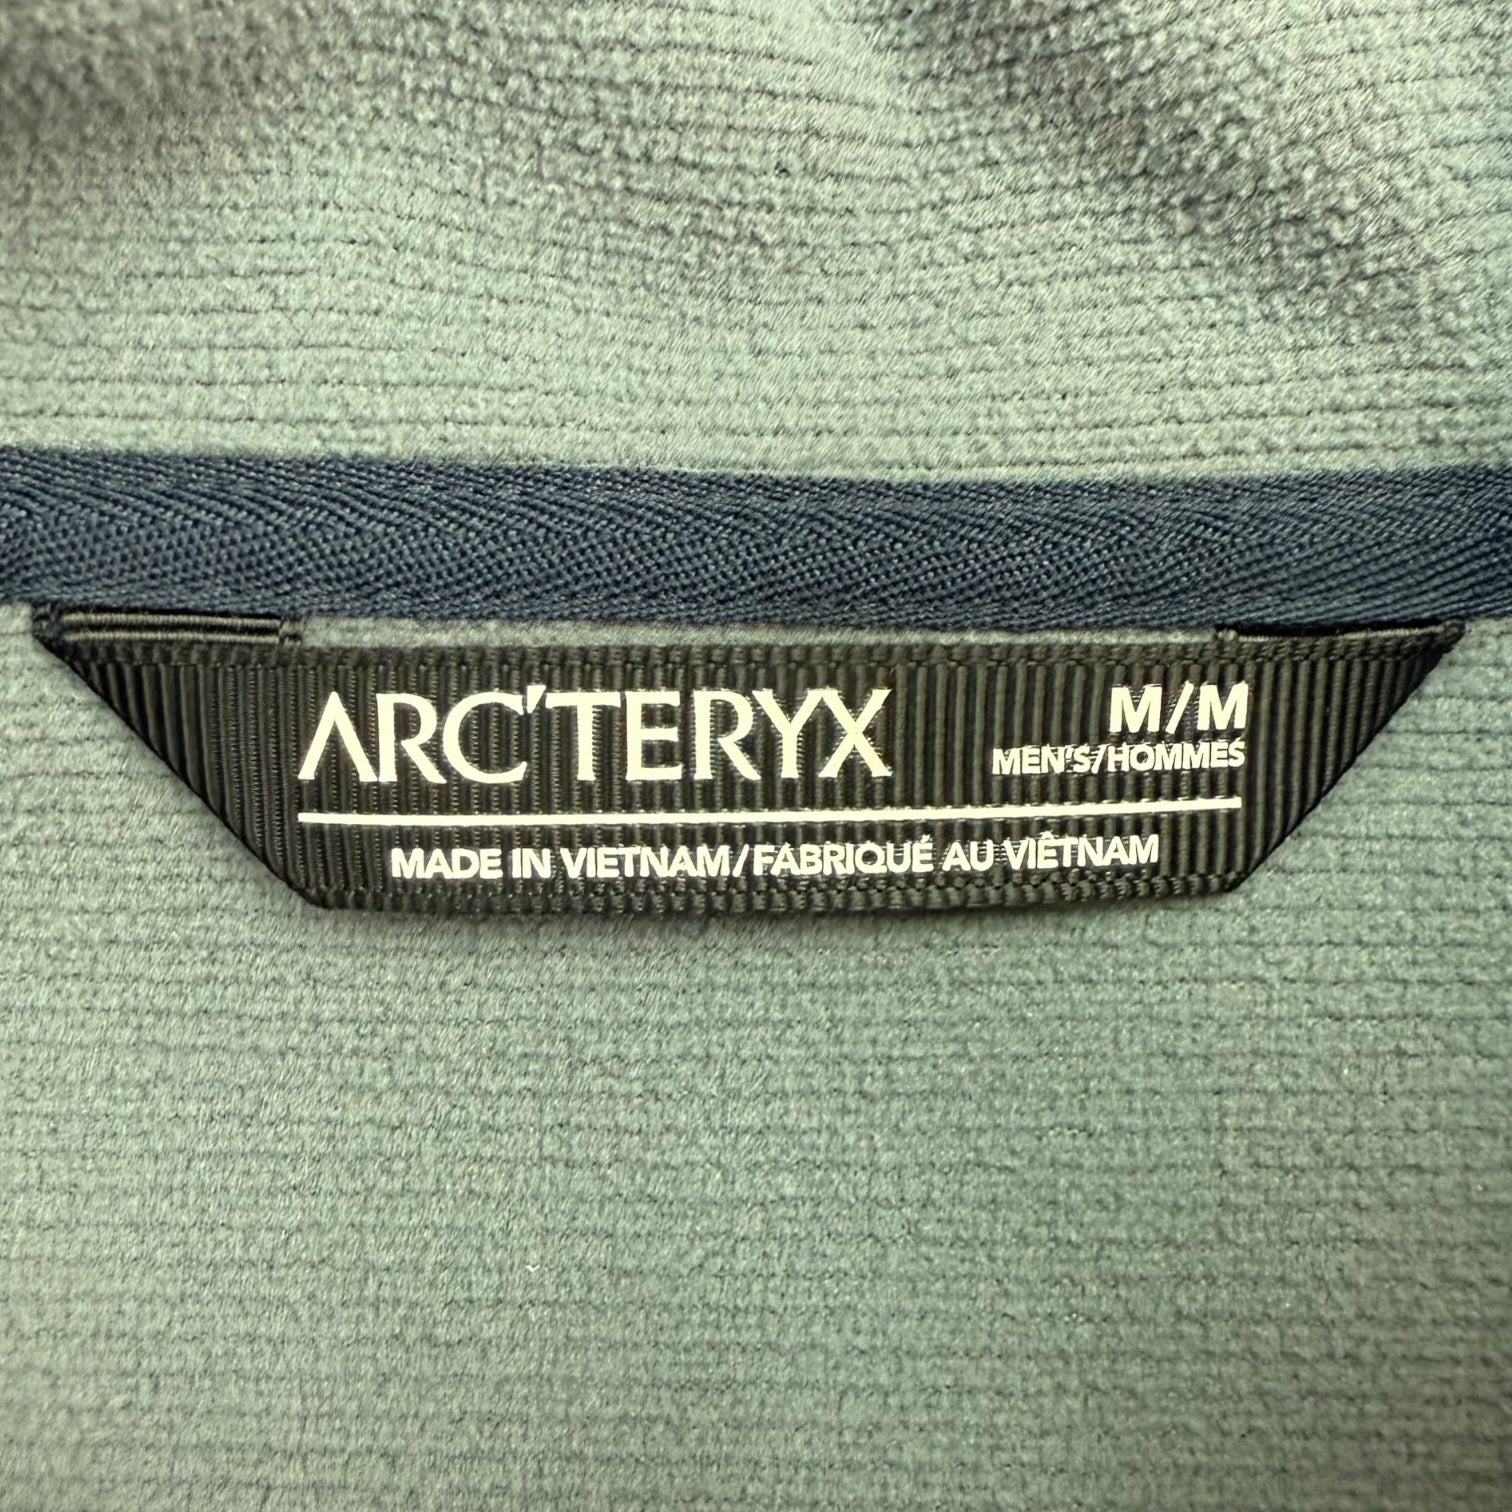 ARC'TERYX M/M
MEN'S/HOMMES
MADE IN VIETNAM/FABRIQUÉ AU VIÊTNAM